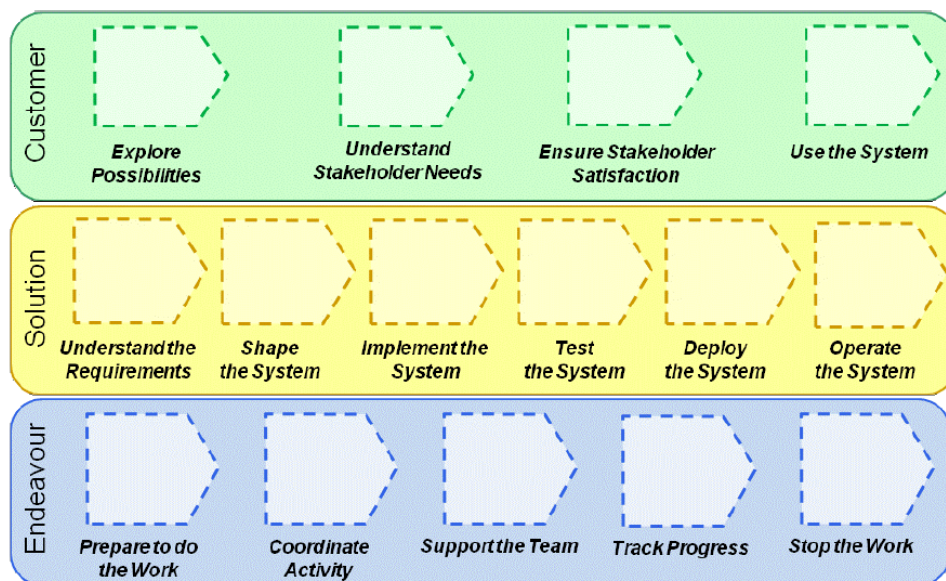 Customer
Explore
Possibilities
Understand
Stakeholder Needs
Ensure Stakeholder
Satisfaction
Use the System
Solution
Understand the
Requirements
Shape
the System
Implement the
System
Test
the System
Deploy
the System
Operate
the System
Endeavour
Prepare to do
the Work
Coordinate
Activity
Support the Team
Track Progress
Stop the Work